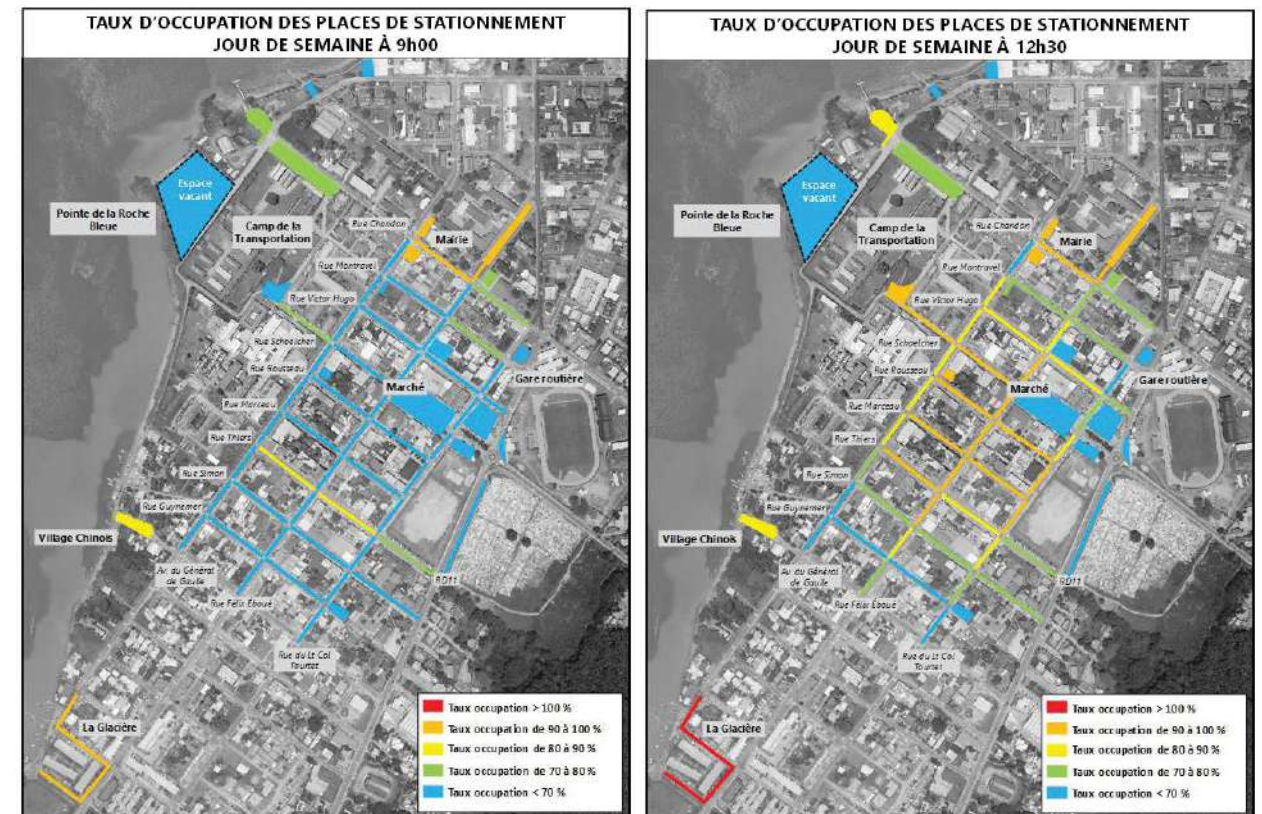 TAUX D'OCCUPATION DES PLACES DE STATIONNEMENT
JOUR DE SEMAINE À 9h00
Espace
vacant
Pointe de la Roche
Bleue
Camp de la
Transportation
Rue Chandon
Mairie
Rue Montravel
Rue Victor Hugo
Rue Schoelcher
Rue Rousseau
Gare routière
Marché
Rue Marceau
Rue Thiers
Rue Simon
Rue Guynemer
Village Chinois
Av. du Général
de Gaulle
RD11
Rue Félix Éboué
Rue du Lt Col
Tourtet
La Glacière
Taux occupation > 100 %
Taux occupation de 90 à 100 %
Taux occupation de 80 à 90 %
Taux occupation de 70 à 80 %
Taux occupation < 70 %
TAUX D'OCCUPATION DES PLACES DE STATIONNEMENT
JOUR DE SEMAINE À 12h30
Espace
vacant
Pointe de la Roche
Bleue
Camp de la
Transportation
Rue Chandon
Mairie
Rue Montravel
Rue Victor Hugo
Rue Schoelcher
Rue Rousseau
Gare routière
Marché
Rue Marceau
Rue Thiers
Rue Simon
Rue Guynemer
Village Chinois
Av. du Général
de Gaulle
RD11
Rue Félix Éboué
Rue du Lt Col
Tourtet
La Glacière
Taux occupation > 100 %
Taux occupation de 90 à 100 %
Taux occupation de 80 à 90 %
Taux occupation de 70 à 80 %
Taux occupation < 70 %